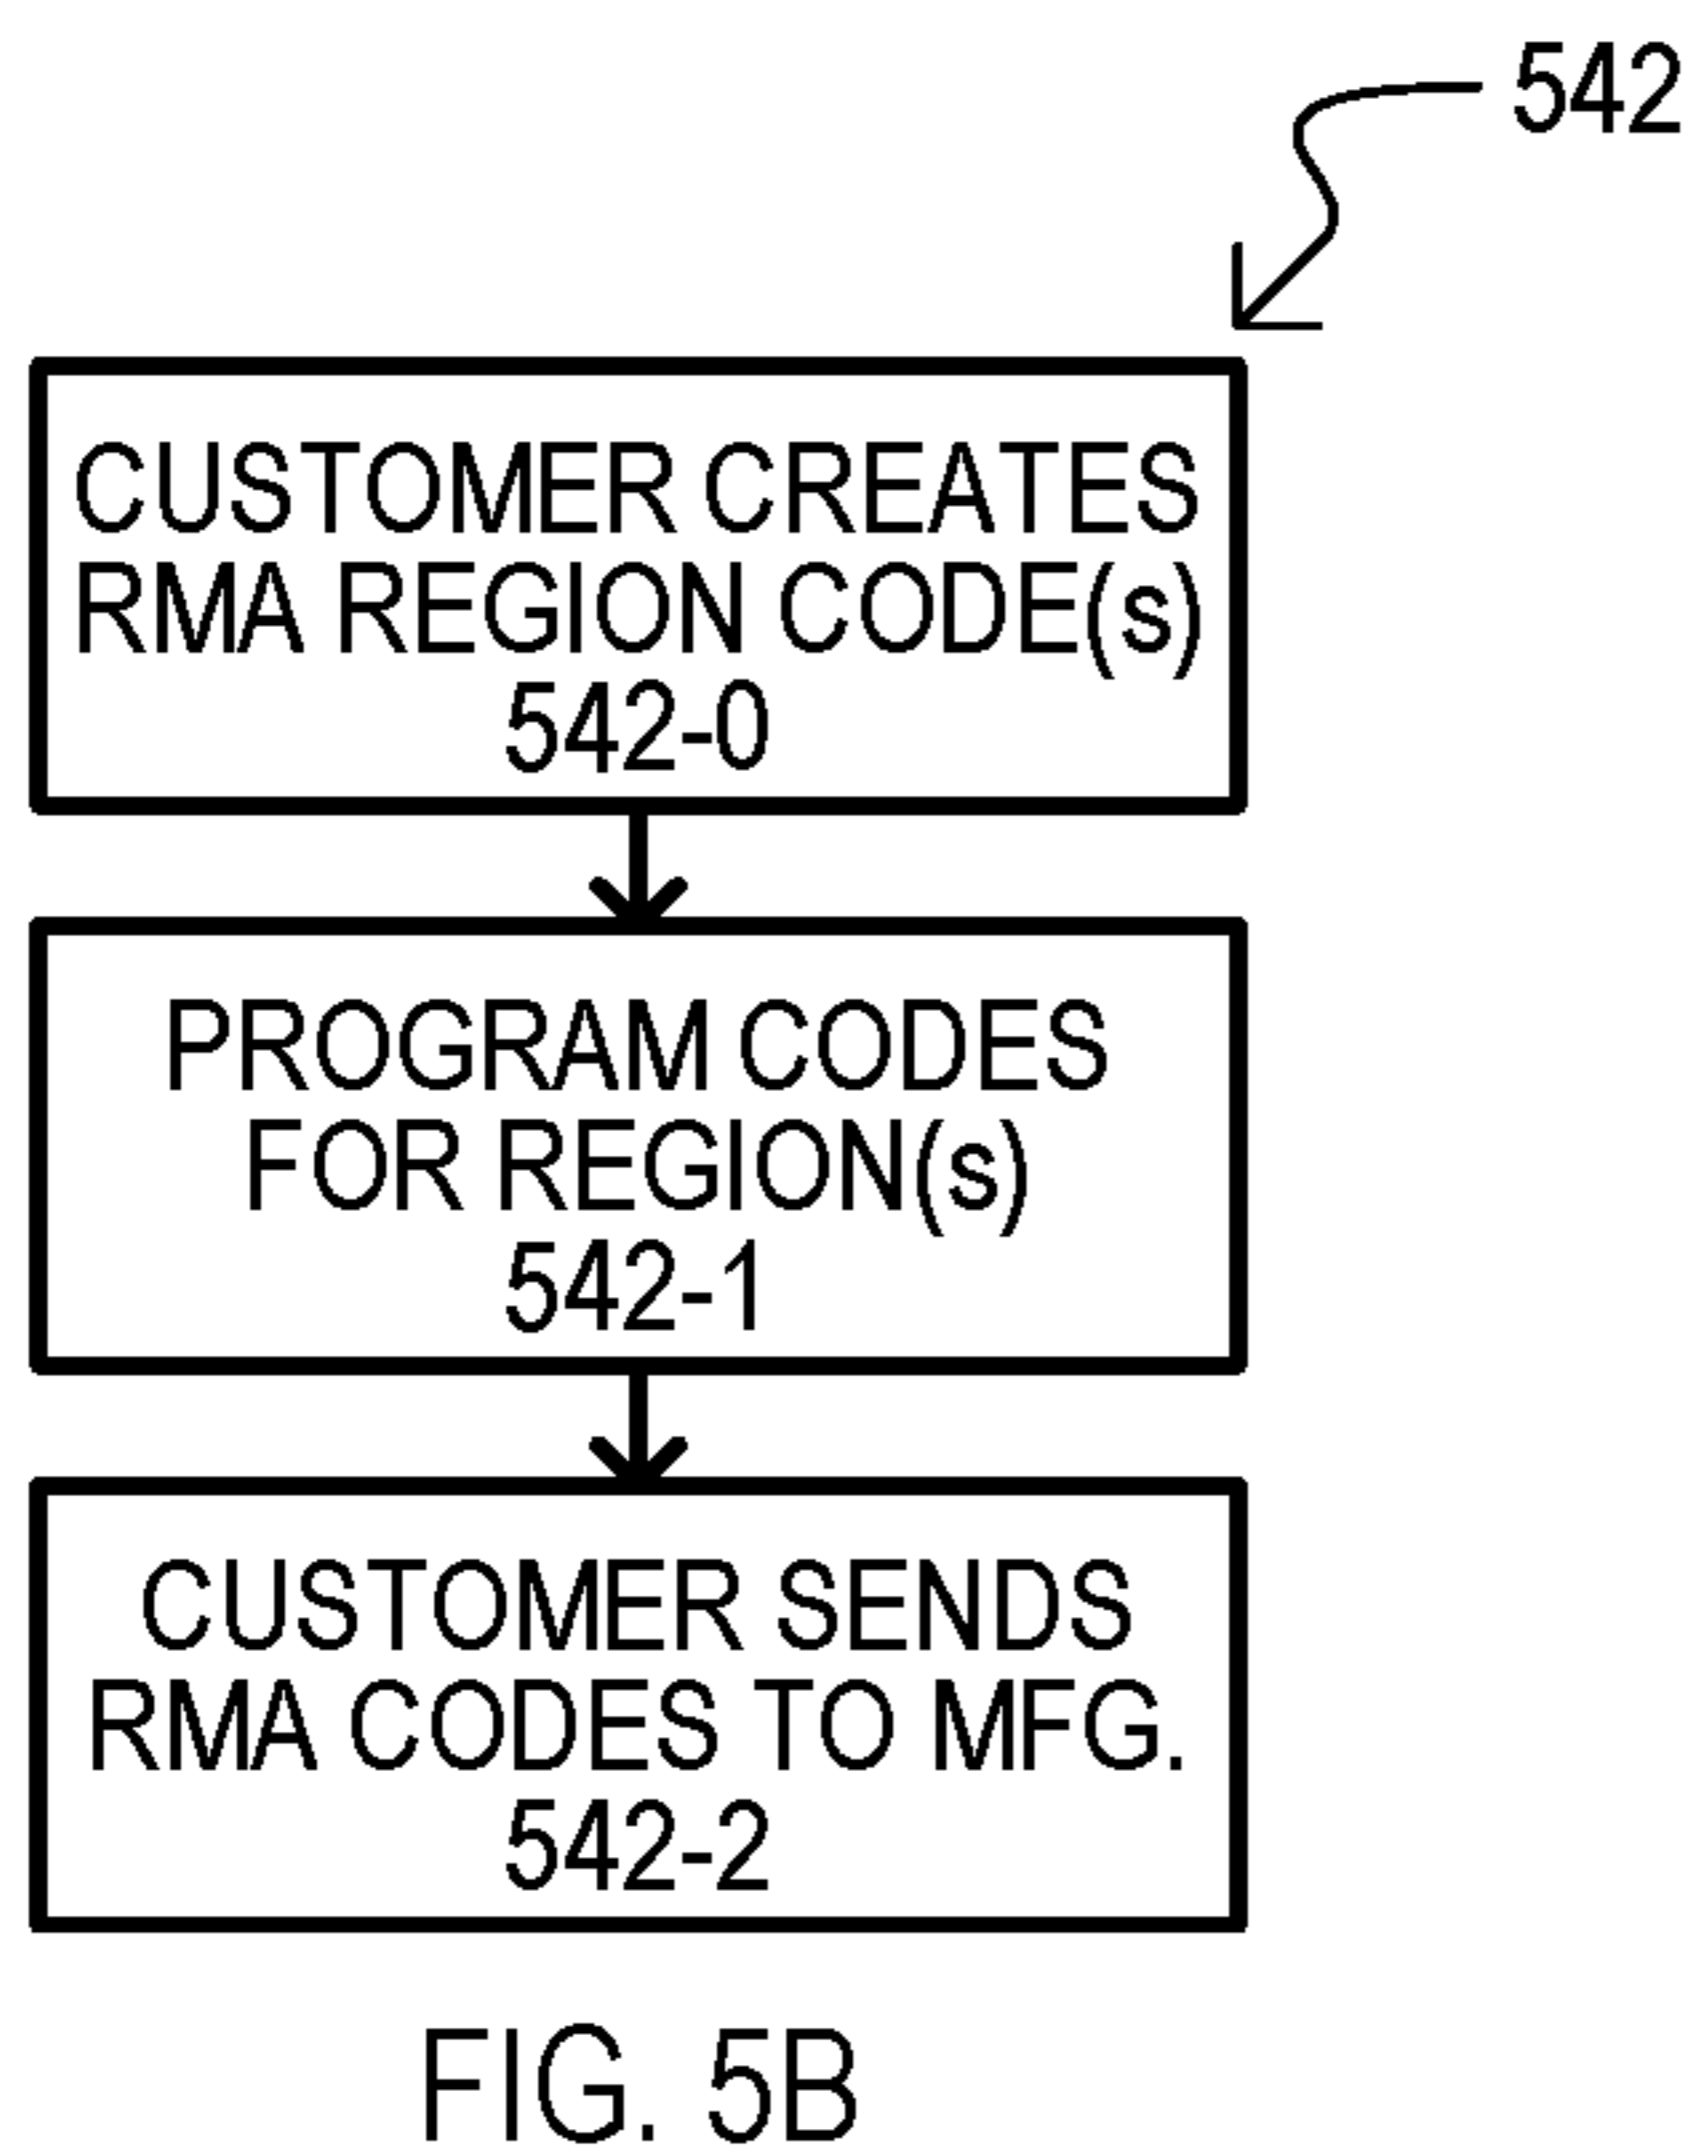 542
CUSTOMER CREATES
RMA REGION CODE(s)
542-0
PROGRAM CODES
FOR REGION(s)
542-1
CUSTOMER SENDS
RMA CODES TO MFG.
542-2
FIG. 5B